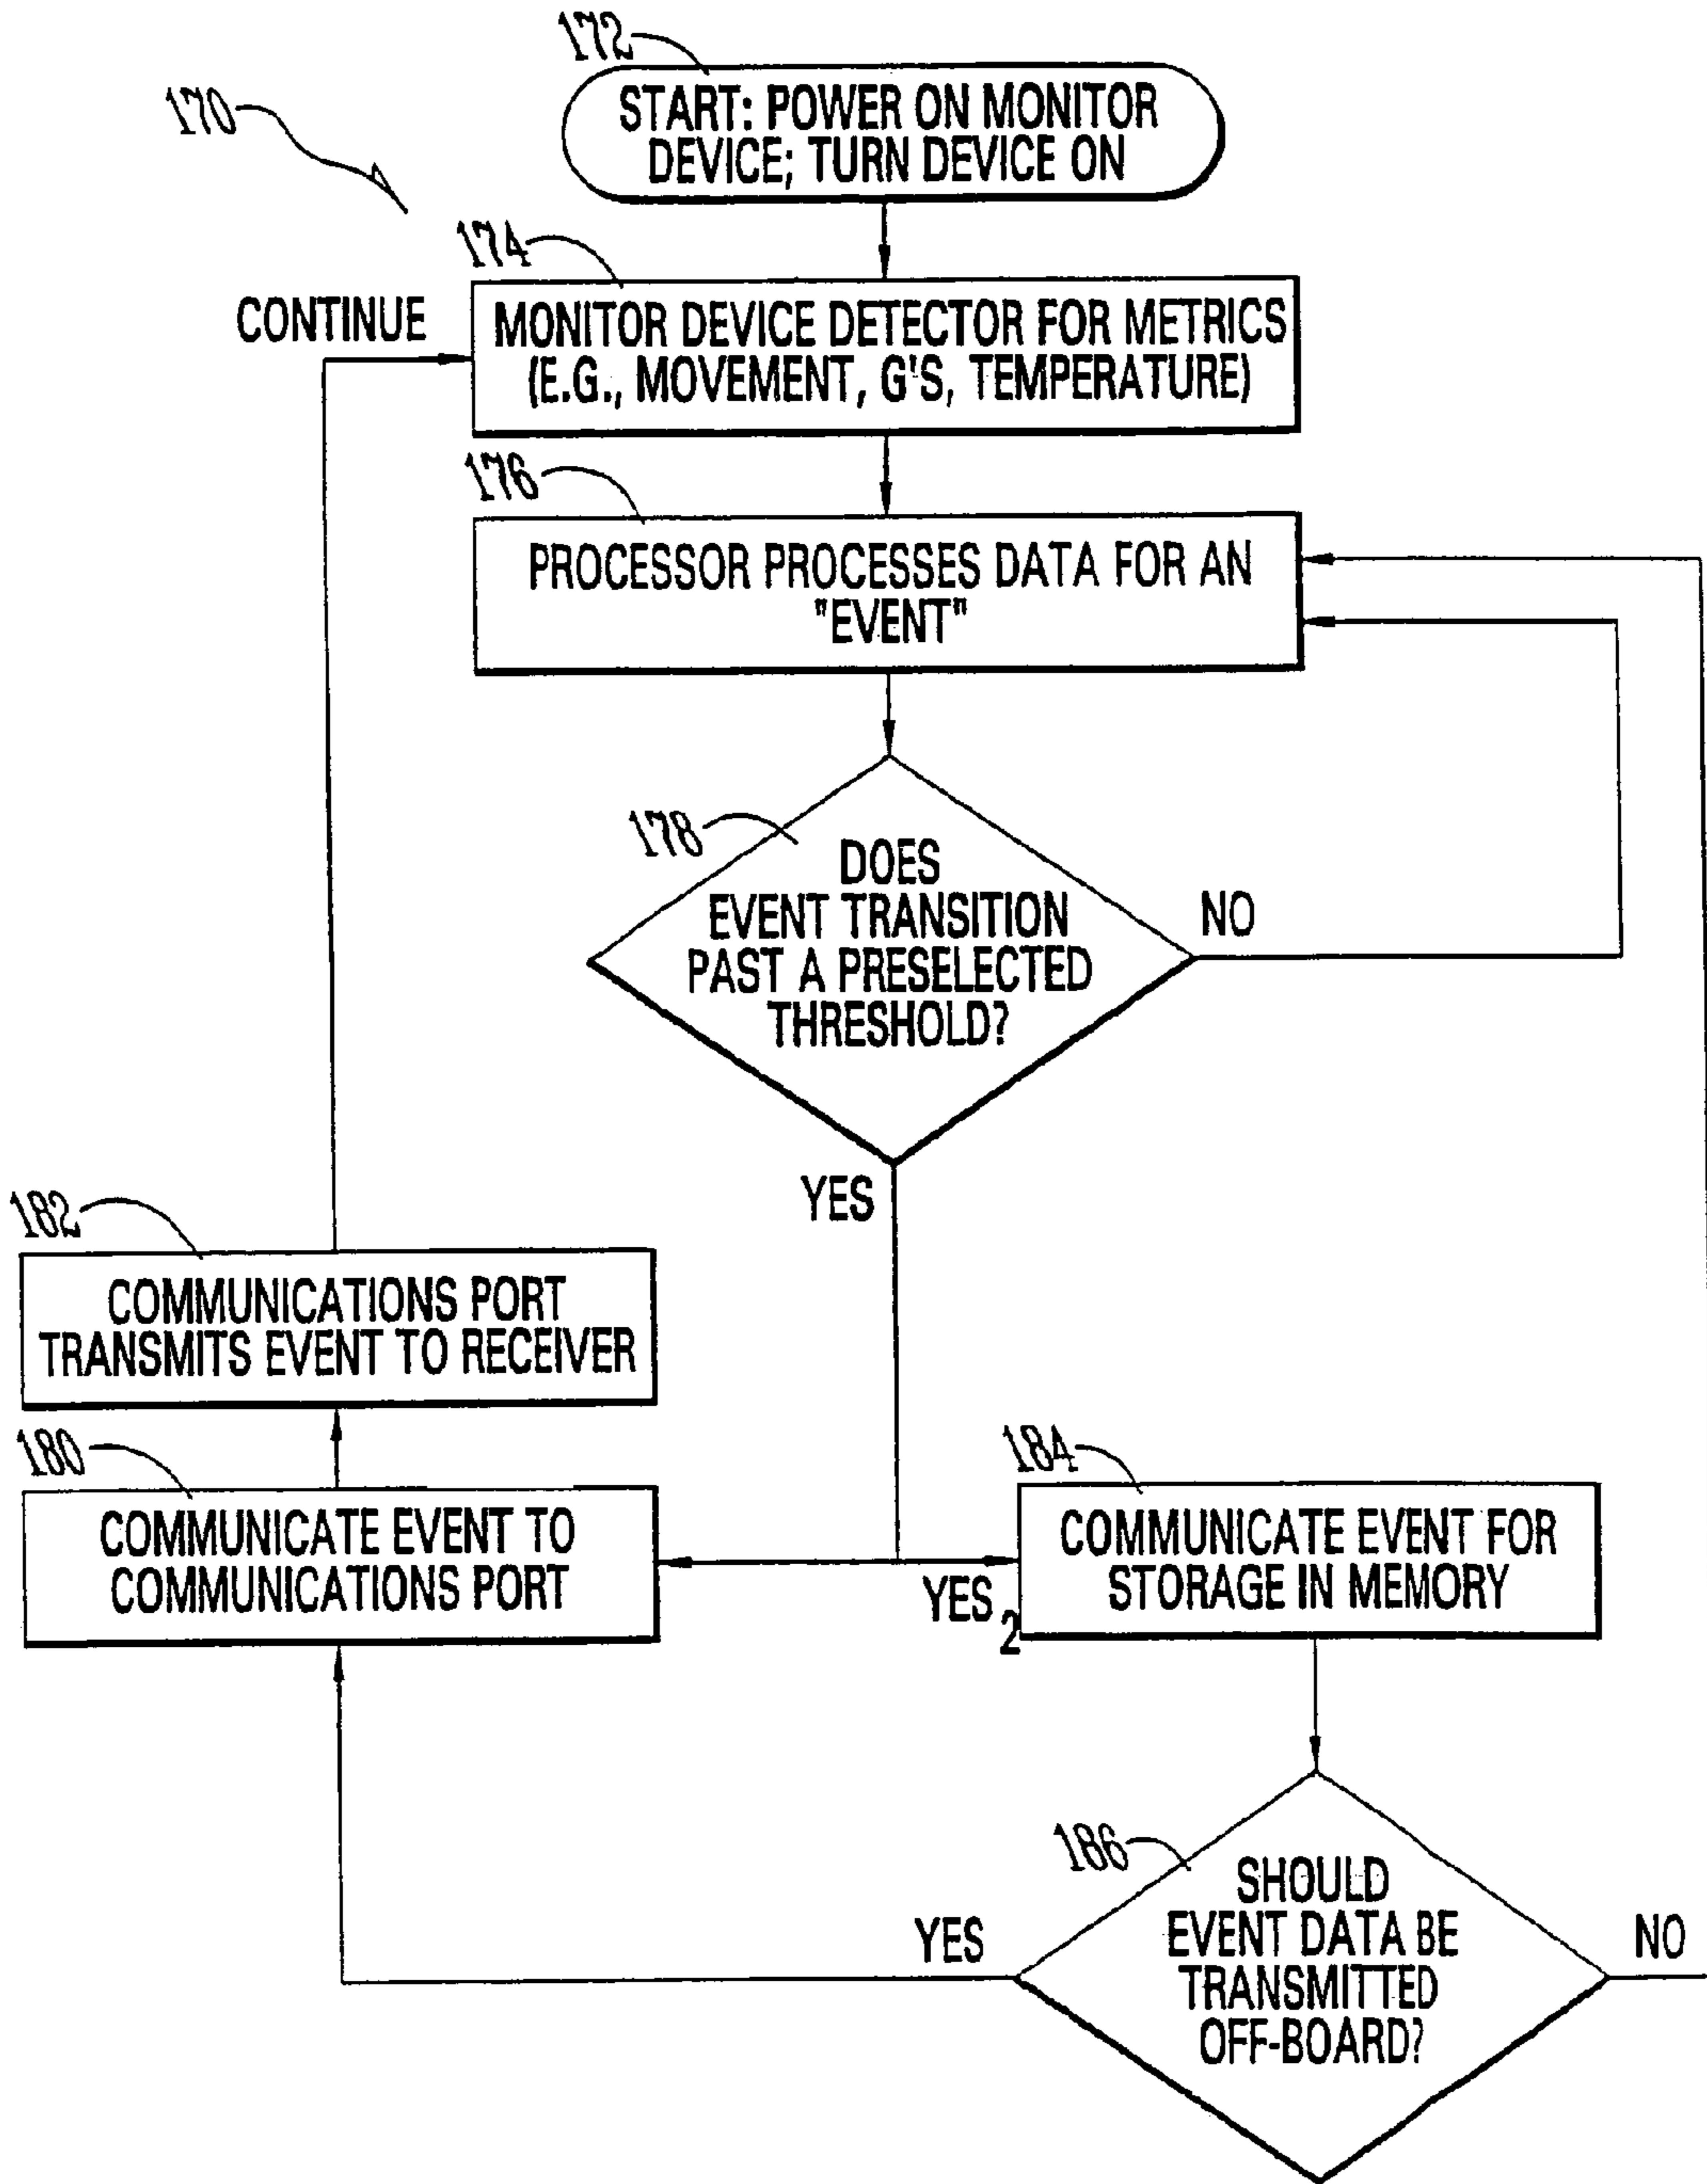 172
170
START: POWER ON MONITOR
DEVICE; TURN DEVICE ON
174
CONTINUE
MONITOR DEVICE DETECTOR FOR METRICS
(E.G., MOVEMENT, G'S, TEMPERATURE)
176
PROCESSOR PROCESSES DATA FOR AN
"EVENT"
178
DOES
EVENT TRANSITION
PAST A PRESELECTED
THRESHOLD?
NO
YES
182
COMMUNICATIONS PORT
TRANSMITS EVENT TO RECEIVER
180
COMMUNICATE EVENT TO
COMMUNICATIONS PORT
YES 2
184
COMMUNICATE EVENT FOR
STORAGE IN MEMORY
186
SHOULD
EVENT DATA BE
TRANSMITTED
OFF-BOARD?
YES
NO